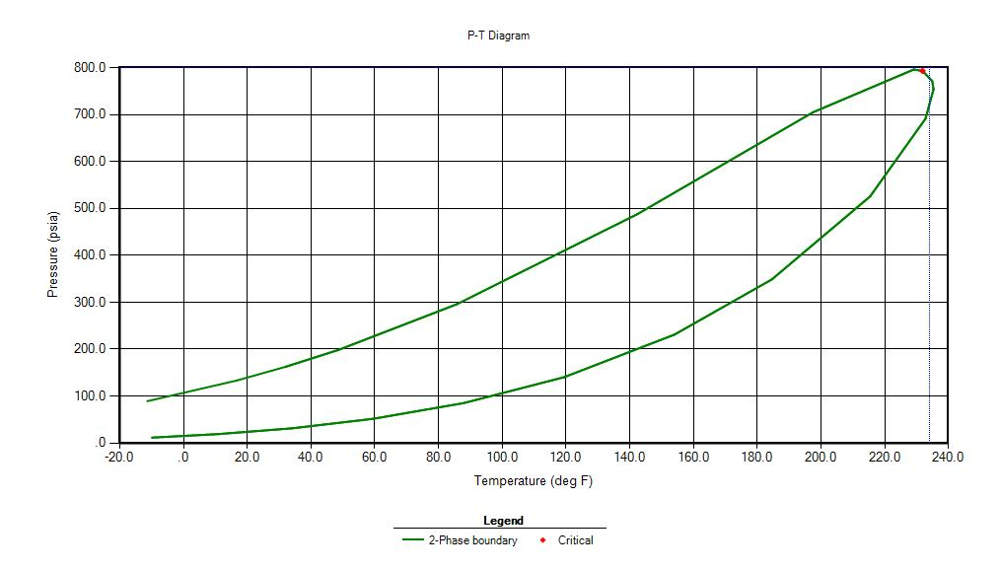 P-T Diagram
800.0
700.0
600.0
500.0
400.0
300.0
200.0
100.0
.0
Pressure (psia)
-20.0 .0 20.0 40.0 60.0 80.0 100.0 120.0 140.0 160.0 180.0 200.0 220.0 240.0
Temperature (deg F)
Legend
2-Phase boundary Critical